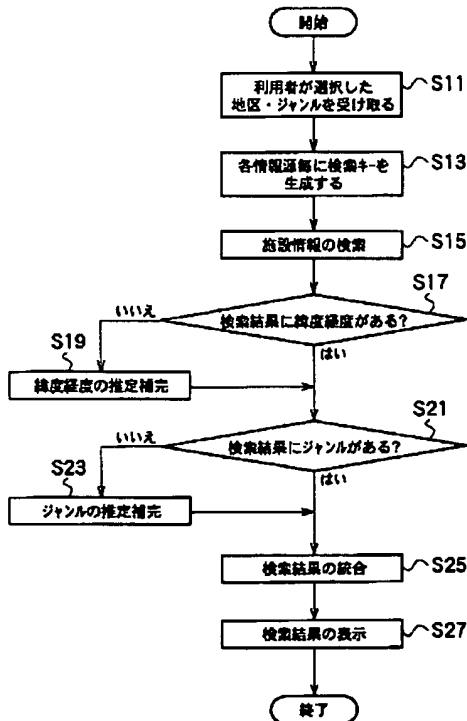 開始
利用者が選択した
地区・ジャンルを受け取る
S11
各情報源毎に検索キーを
生成する
S13
施設情報の検索
S15
S17
検索結果に緯度経度がある?
いいえ
はい
S19
緯度経度の推定補完
S21
検索結果にジャンルがある?
いいえ
はい
S23
ジャンルの推定補完
検索結果の統合
S25
検索結果の表示
S27
終了